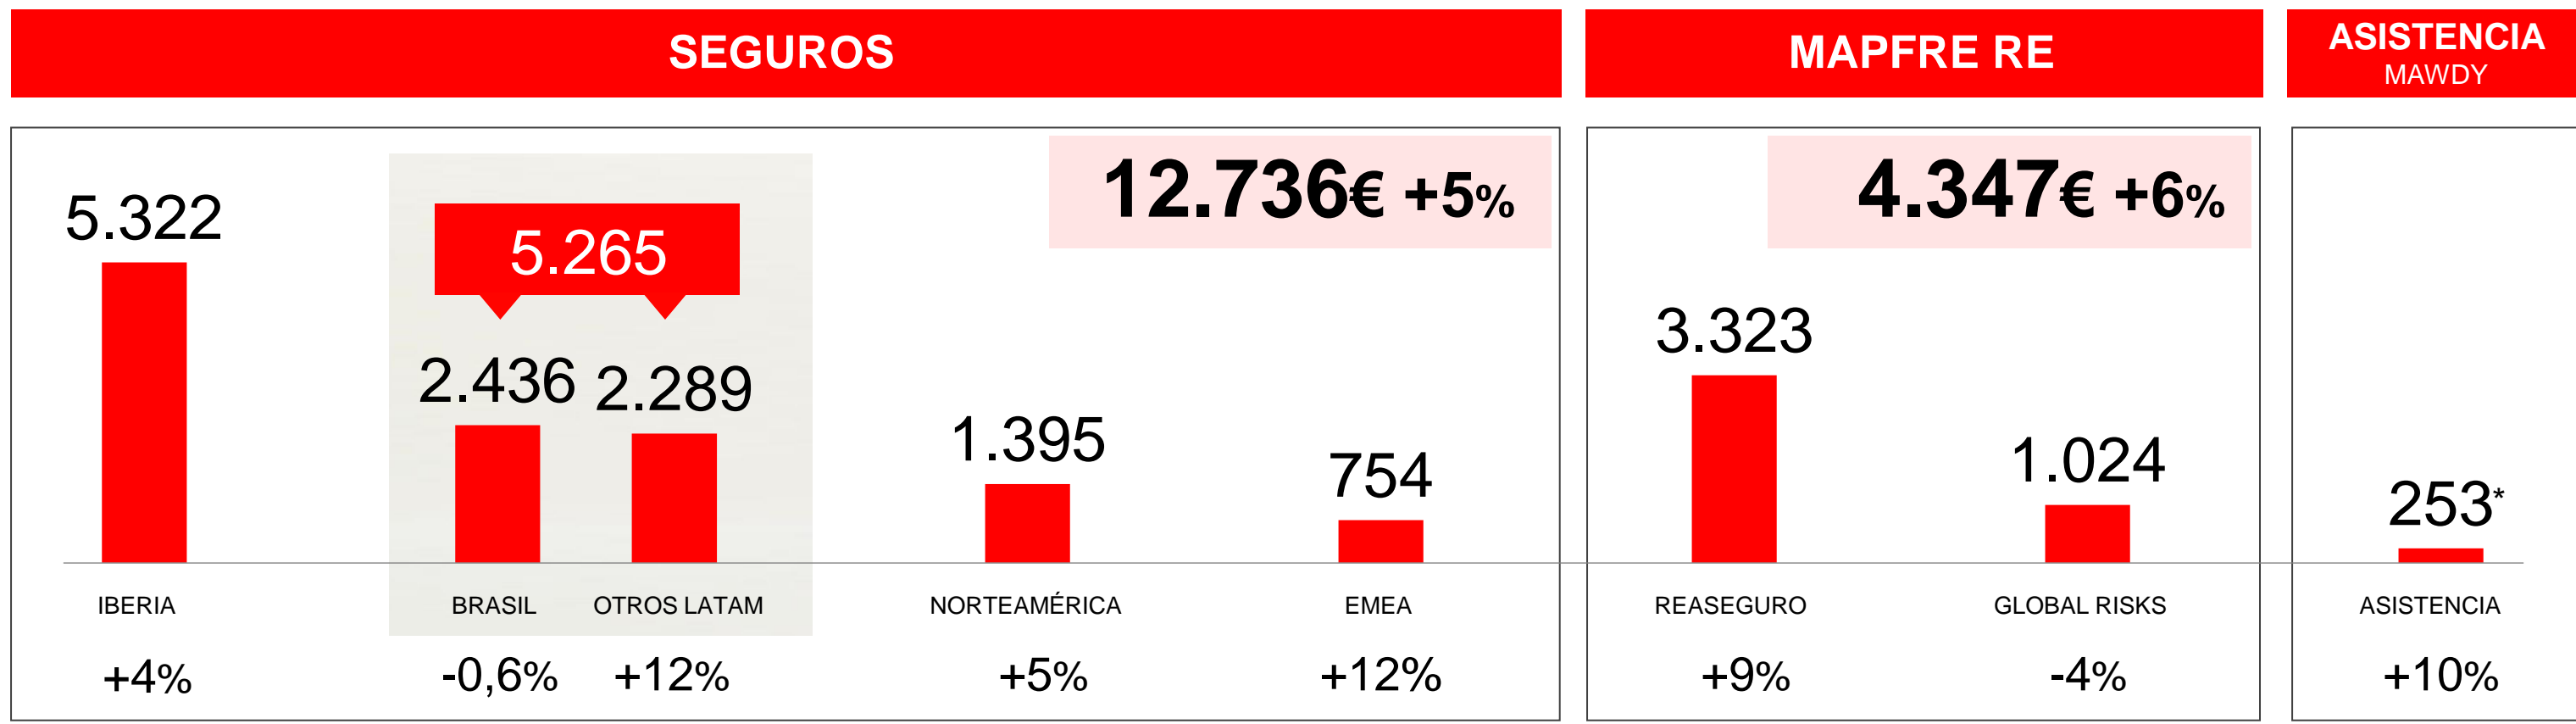 SEGUROS
MAPFRE RE
ASISTENCIA
MAWDY
12.736€ +5%
5.322
5.265
2.436
2.289
1.395
754
IBERIA
BRASIL
OTROS LATAM
NORTEAMÉRICA
EMEA
+4%
-0,6%
+12%
+5%
+12%
4.347€ +6%
3.323
1.024
REASEGURO
GLOBAL RISKS
+9%
-4%
253*
ASISTENCIA
+10%